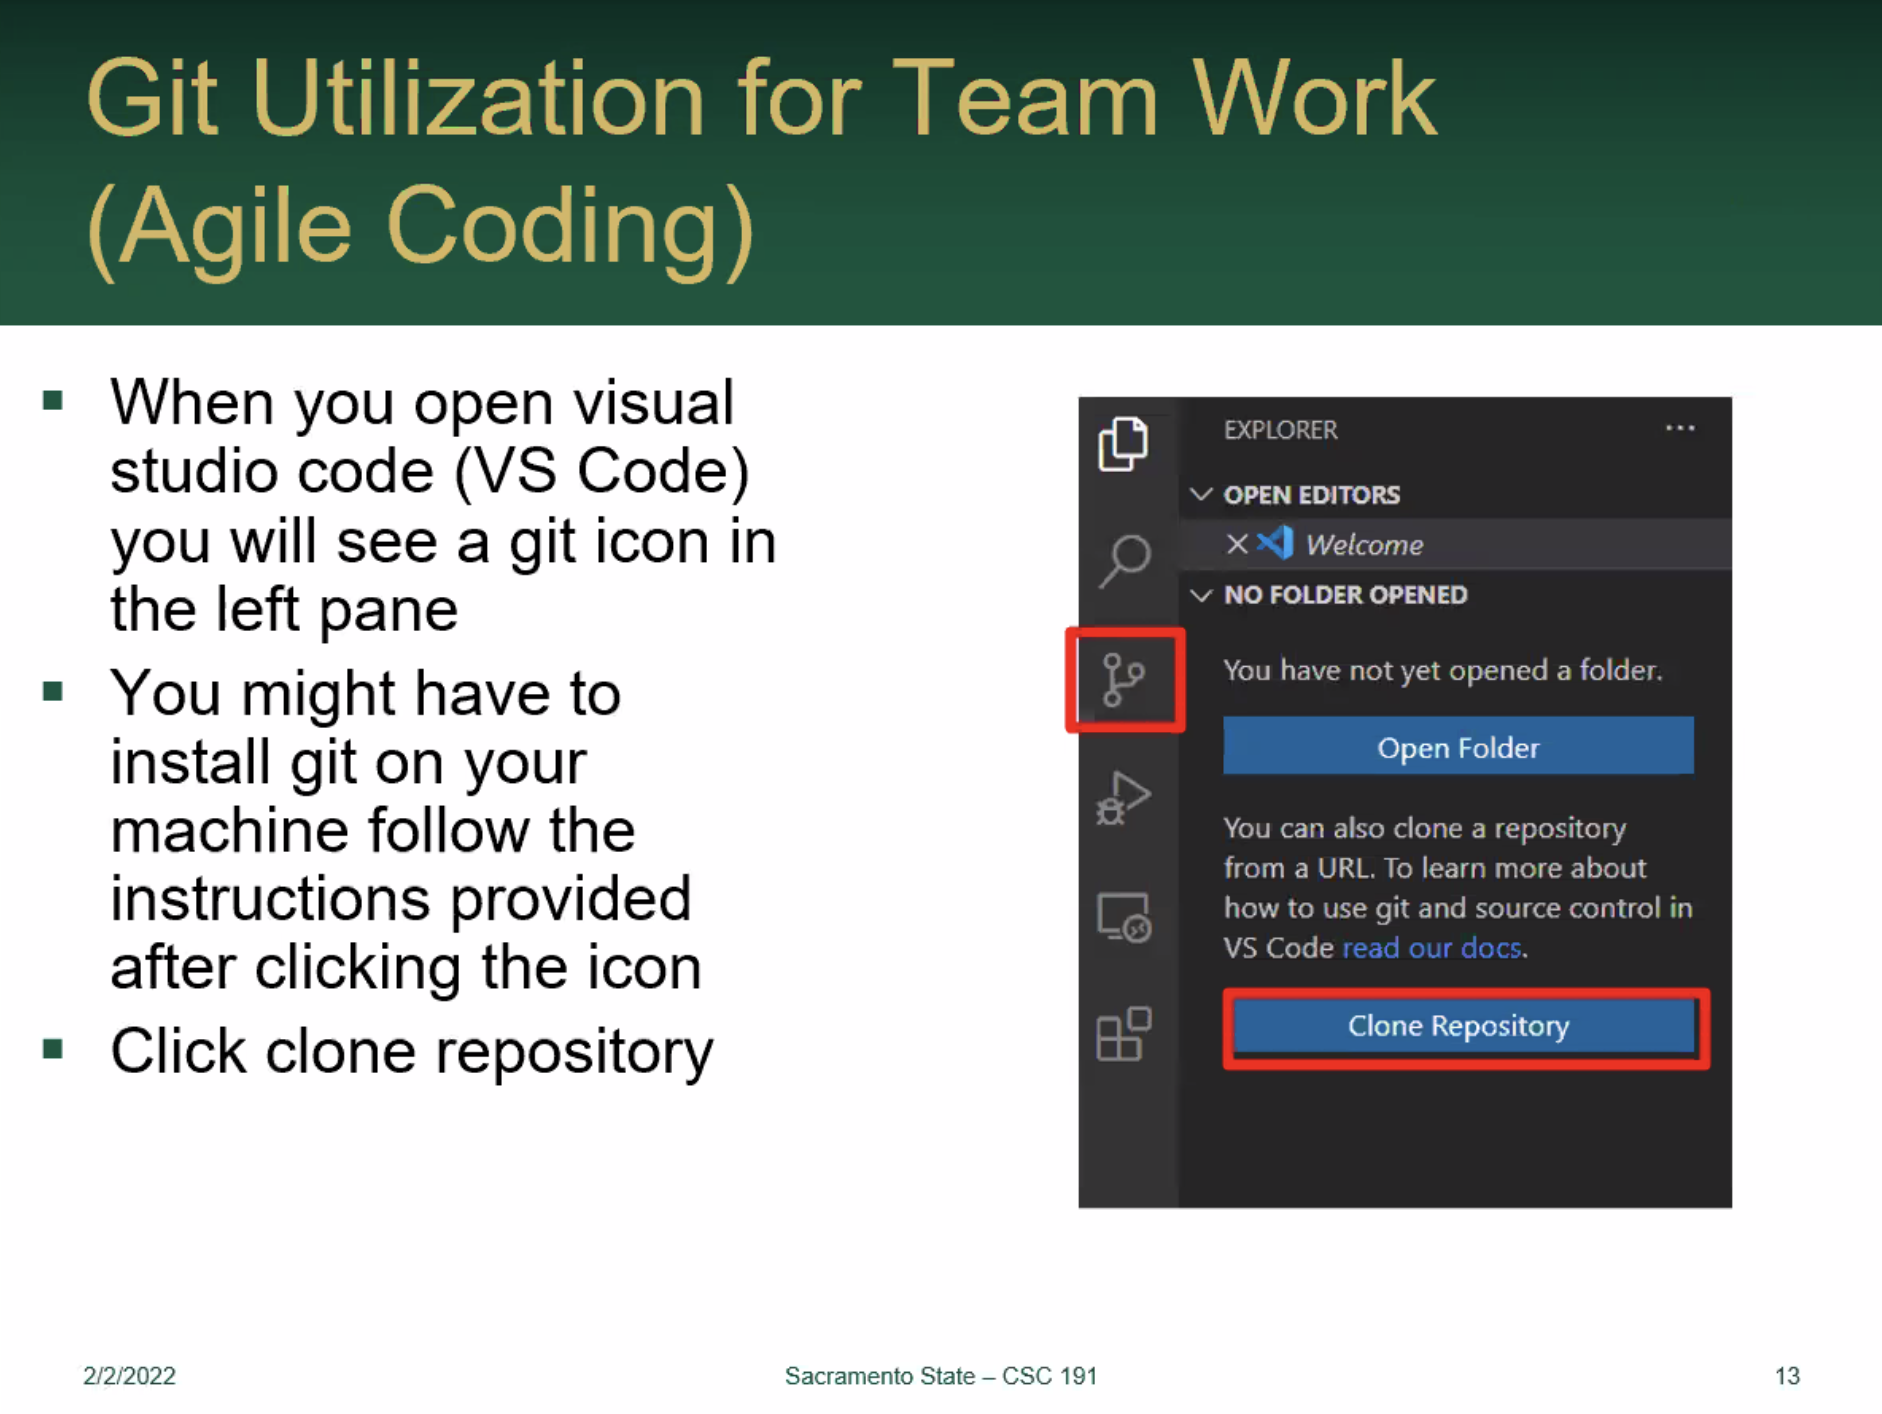 Git Utilization for Team Work
(Agile Coding)
▪ When you open visual
studio code (VS Code)
you will see a git icon in
the left pane
▪ You might have to
install git on your
machine follow the
instructions provided
after clicking the icon
▪ Click clone repository
EXPLORER
OPEN EDITORS
Welcome
NO FOLDER OPENED
You have not yet opened a folder.
Open Folder
You can also clone a repository
from a URL. To learn more about
how to use git and source control in
VS Code read our docs.
Clone Repository
2/2/2022
Sacramento State – CSC 191
13